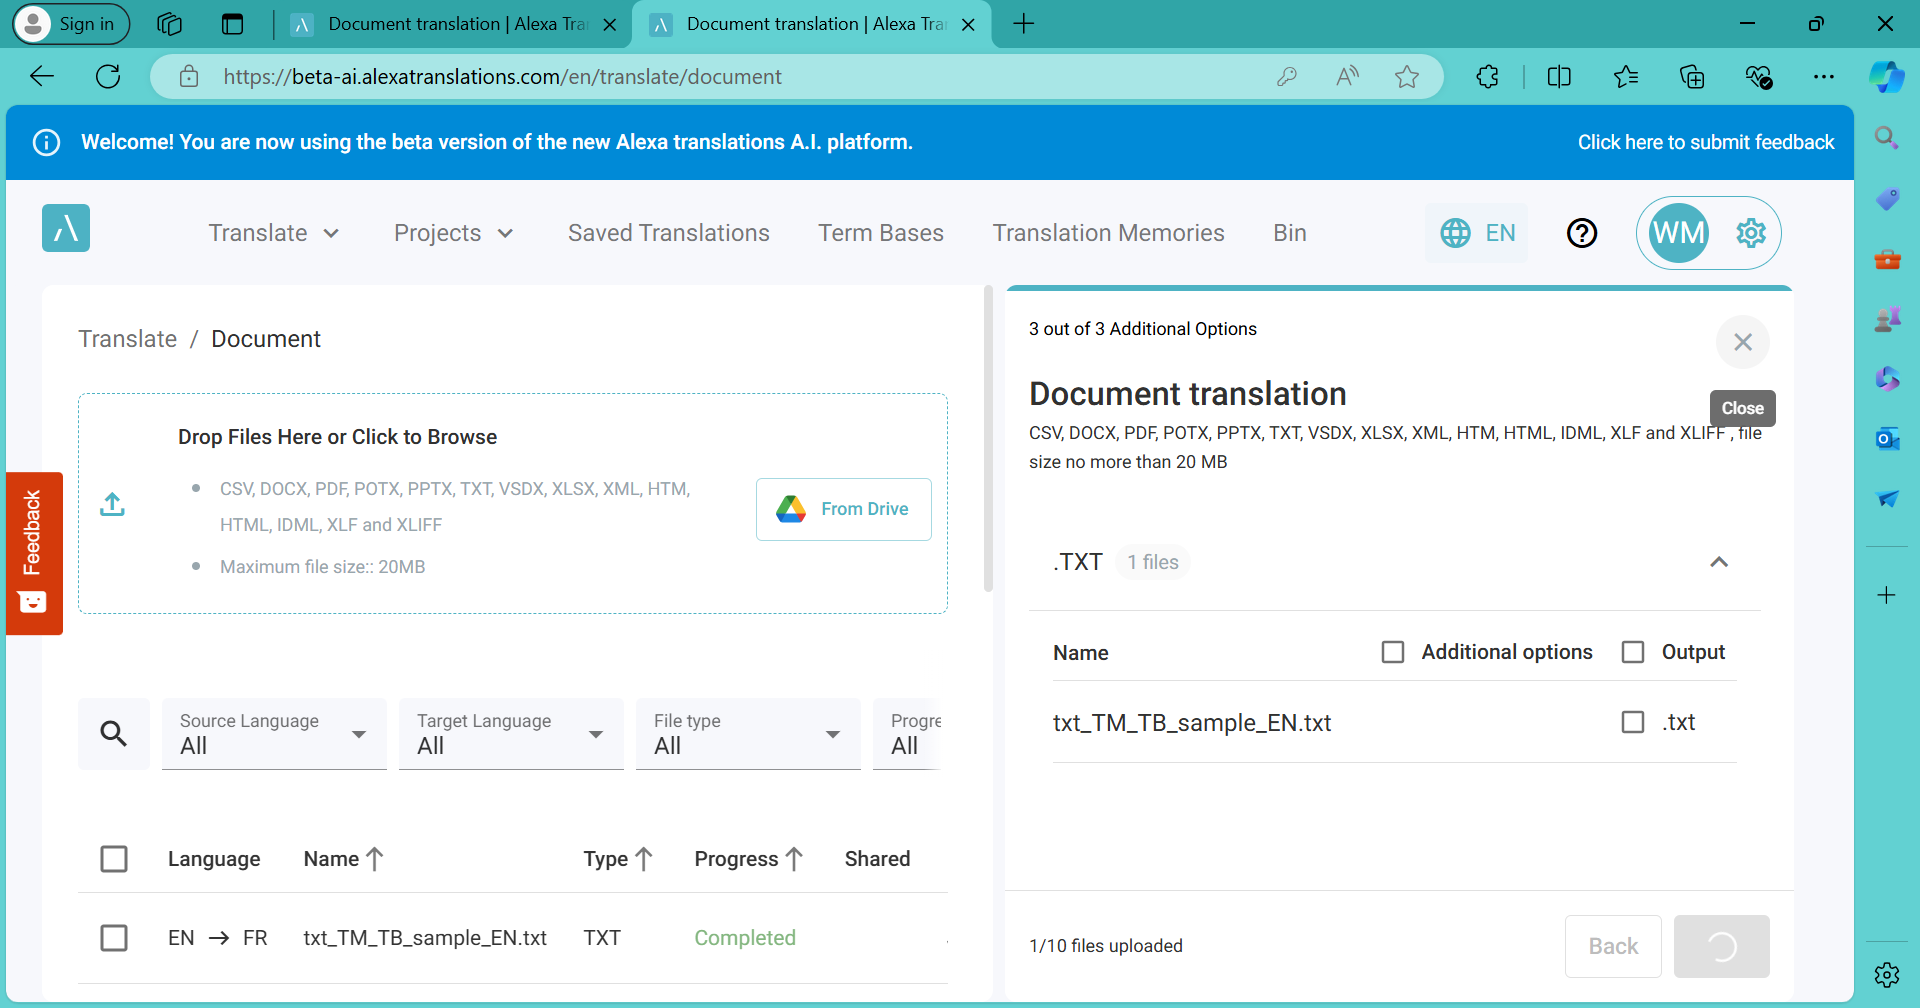 Sign in
Document translation | Alexa Tra
Document translation | Alexa Tra
https://beta-ai.alexatranslations.com/en/translate/document
Welcome! You are now using the beta version of the new Alexa translations A.I. platform.
Click here to submit feedback
Translate
Projects
Saved Translations
Term Bases
Translation Memories
Bin
EN
WM
Translate / Document
Drop Files Here or Click to Browse
CSV, DOCX, PDF, POTX, PPTX, TXT, VSDX, XLSX, XML, HTM,
HTML, IDML, XLF and XLIFF
Maximum file size:: 20MB
From Drive
Feedback
Source Language
All
Target Language
All
File type
All
Progre
All
Language
Name
Type
Progress
Shared
EN → FR
txt_TM_TB_sample_EN.txt
TXT
Completed
3 out of 3 Additional Options
Document translation
Close
CSV, DOCX, PDF, POTX, PPTX, TXT, VSDX, XLSX, XML, HTM, HTML, IDML, XLF and XLIFF , file
size no more than 20 MB
.TXT
1 files
Name
Additional options
Output
txt_TM_TB_sample_EN.txt
.txt
1/10 files uploaded
Back